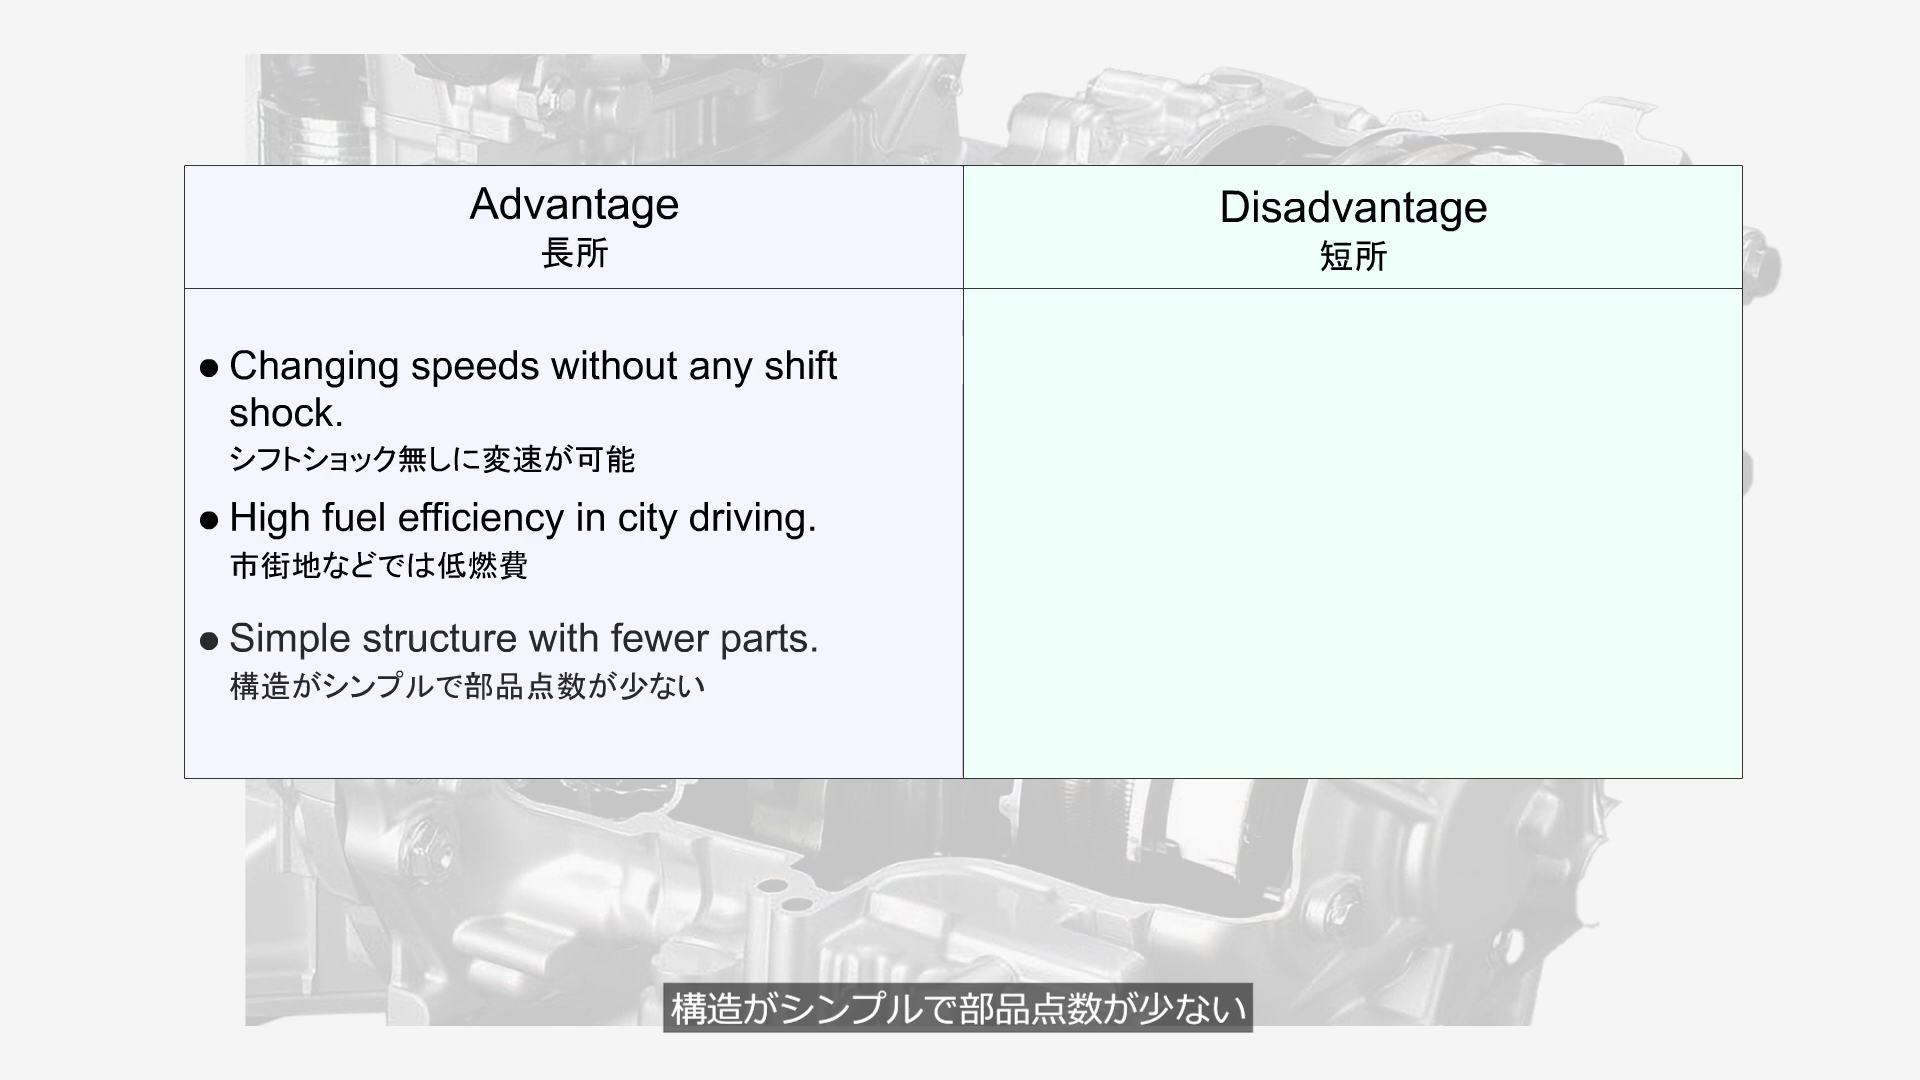 Advantage
長所
Disadvantage
短所
● Changing speeds without any shift
shock.
シフトショック無しに変速が可能
● High fuel efficiency in city driving.
市街地などでは低燃費
● Simple structure with fewer parts.
構造がシンプルで部品点数が少ない
構造がシンプルで部品点数が少ない